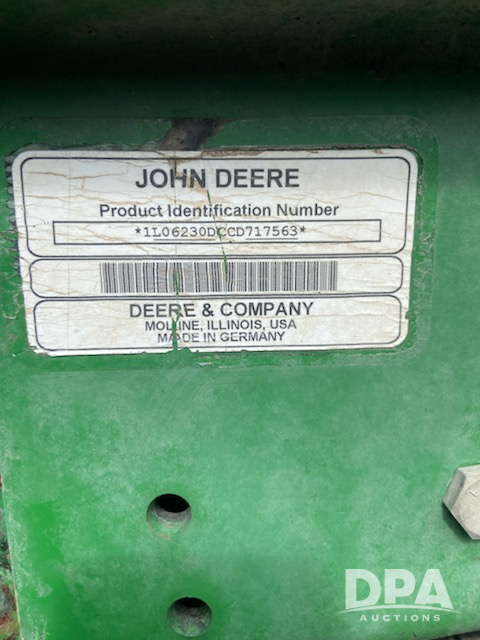 JOHN DEERE
Product Identification Number
*1L06230DCCD717563*
DEERE & COMPANY
MOLINE, ILLINOIS, USA
MADE IN GERMANY
DPA
AUCTIONS